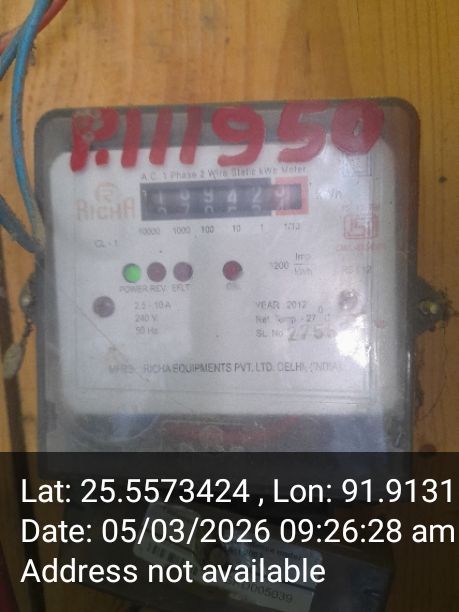 P.111950
A.C. 1 Phase 2 Wire Static kWh Meter
RICHA
kWh
10000 1000 100 10 1 1/10
CL - 1
1200 Imp / kWh
POWER REV EFLT CAL
2.5 - 10 A
240 V
50 Hz
YEAR 2012
Ref. Temp - 27°C
SL. No.
MFRS. RICHA EQUIPMENTS PVT. LTD. DELHI, (INDIA)
Lat: 25.5573424 , Lon: 91.9131
Date: 05/03/2026 09:26:28 am
Address not available